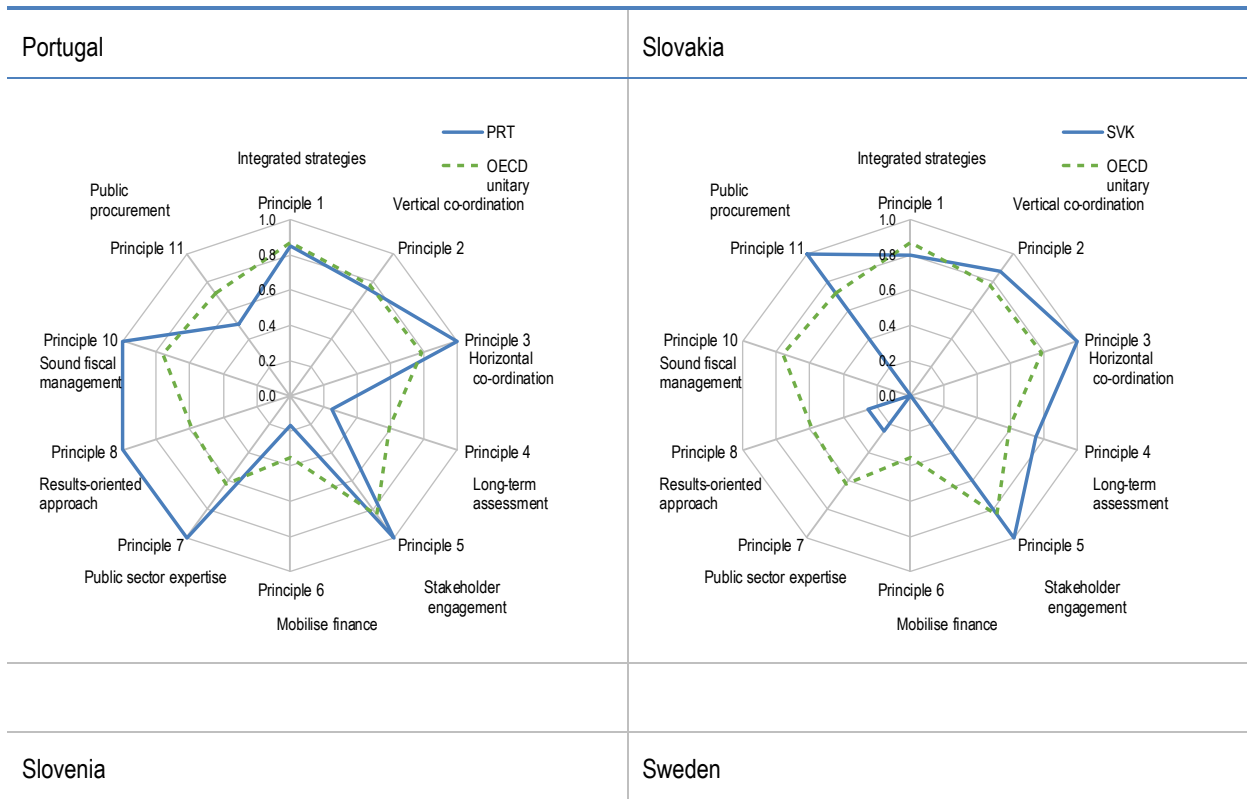 Portugal
Slovakia
PRT
OECD
unitary
Integrated strategies
Public
procurement
Vertical co-ordination
Principle 1
Principle 11
Principle 2
1.0
0.8
0.6
0.4
0.2
0.0
Principle 10
Sound fiscal
management
Principle 3
Horizontal
co-ordination
Principle 8
Results-oriented
approach
Principle 4
Long-term
assessment
Principle 7
Public sector expertise
Principle 5
Stakeholder
engagement
Principle 6
Mobilise finance
SVK
OECD
unitary
Integrated strategies
Public
procurement
Vertical co-ordination
Principle 1
Principle 11
Principle 2
1.0
0.8
0.6
0.4
0.2
0.0
Principle 10
Sound fiscal
management
Principle 3
Horizontal
co-ordination
Principle 8
Results-oriented
approach
Principle 4
Long-term
assessment
Principle 7
Public sector expertise
Principle 5
Stakeholder
engagement
Principle 6
Mobilise finance
Slovenia
Sweden